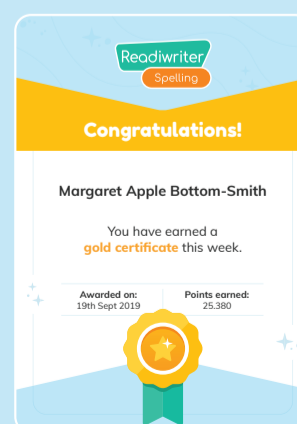 Readiwriter
Spelling
Congratulations!
Margaret Apple Bottom-Smith
You have earned a
gold certificate this week.
Awarded on:
19th Sept 2019
Points earned:
25,380